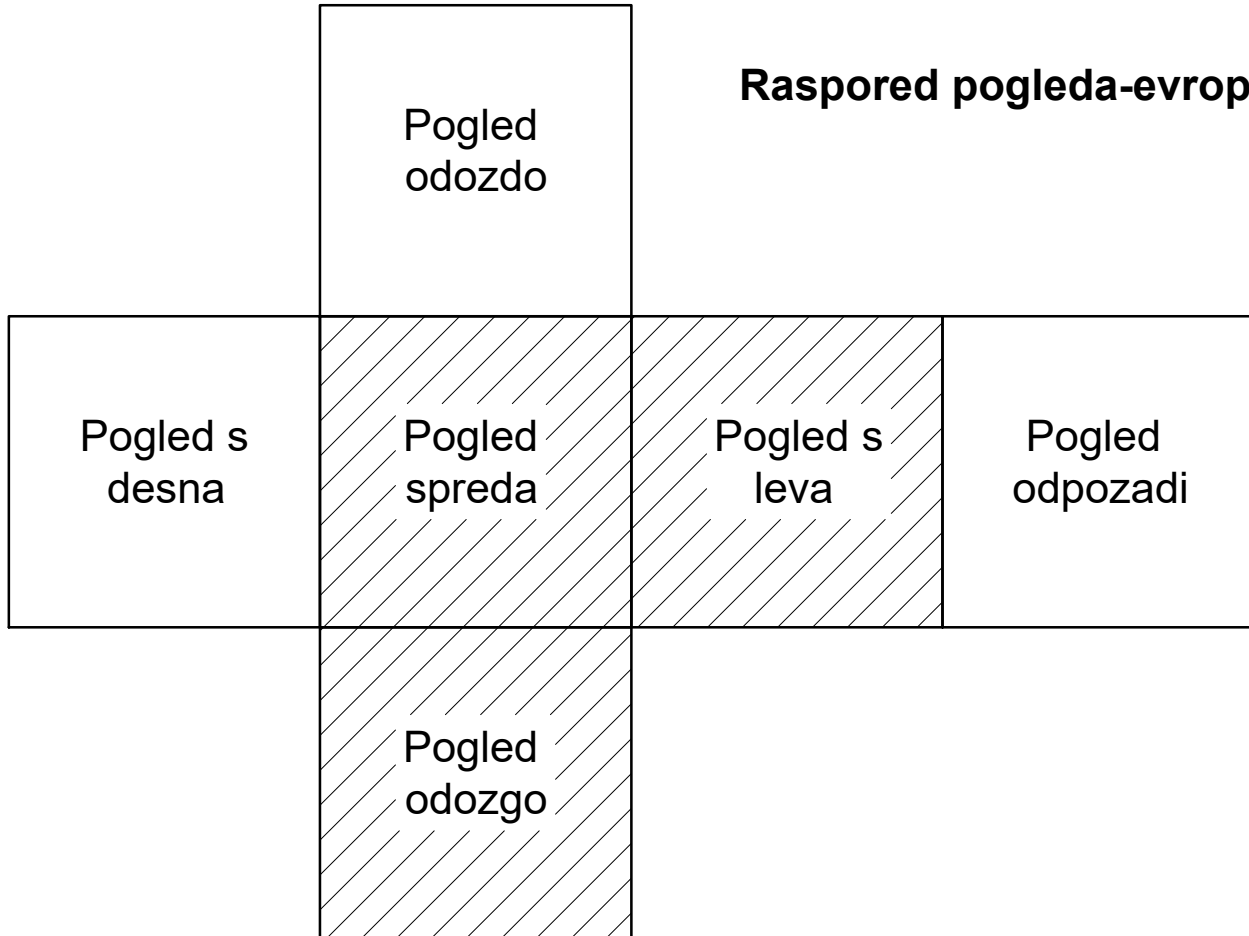 Raspored pogleda-evrop
Pogled
odozdo
Pogled s
desna
Pogled
spreda
Pogled s
leva
Pogled
odpozadi
Pogled
odozgo